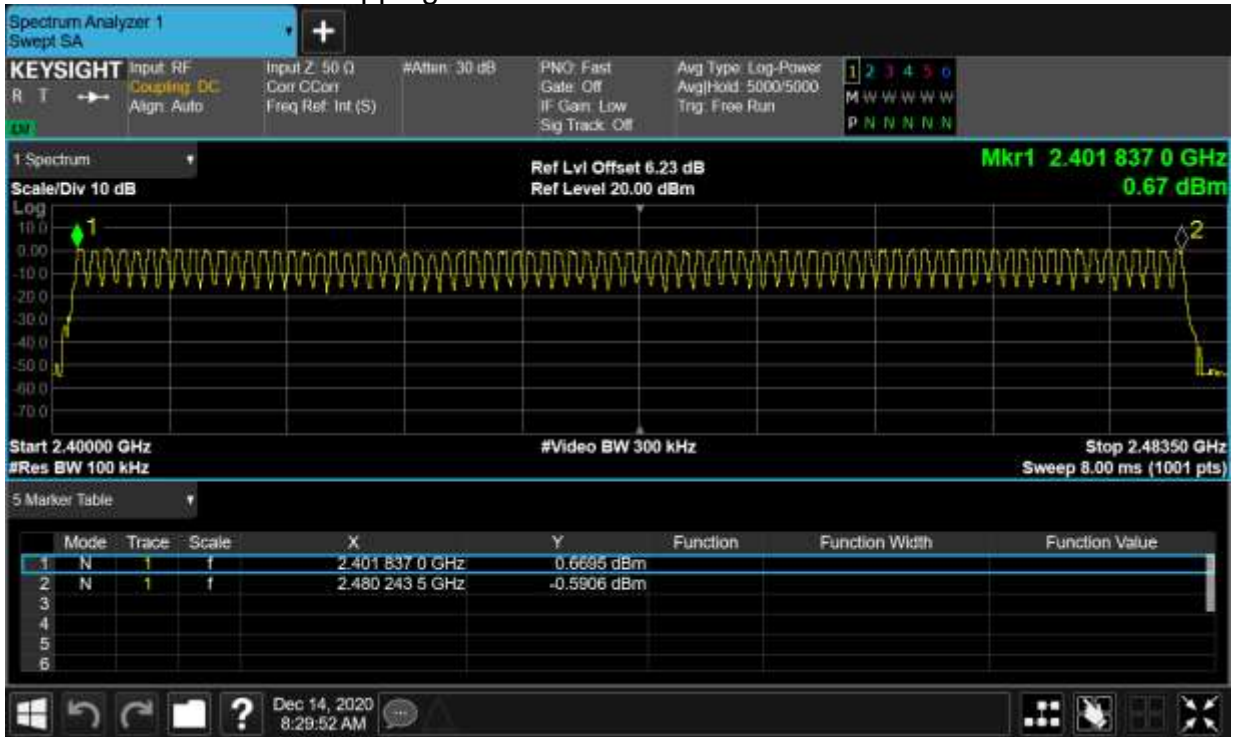 Spectrum Analyzer 1
Swept SA
+
KEYSIGHT Input: RF Input Z: 50 Ω #Atten: 30 dB PNO: Fast Avg Type: Log-Power 1 2 3 4 5 6
R T Coupling: DC Corr CCorr Gate: Off Avg|Hold: 5000/5000 M W W W W W
Align: Auto Freq Ref: Int (S) IF Gain: Low Trig: Free Run
Sig Track: Off P N N N N N
1 Spectrum Ref Lvl Offset 6.23 dB Mkr1 2.401 837 0 GHz
Scale/Div 10 dB Ref Level 20.00 dBm 0.67 dBm
Log
10.0 1 2
0.00
-10.0
-20.0
-30.0
-40.0
-50.0
-60.0
-70.0
Start 2.40000 GHz #Video BW 300 kHz Stop 2.48350 GHz
#Res BW 100 kHz Sweep 8.00 ms (1001 pts)
5 Marker Table
Mode Trace Scale X Y Function Function Width Function Value
1 N 1 f 2.401 837 0 GHz 0.6695 dBm
2 N 1 f 2.480 243 5 GHz -0.5906 dBm
3
4
5
6
? Dec 14, 2020
8:29:52 AM